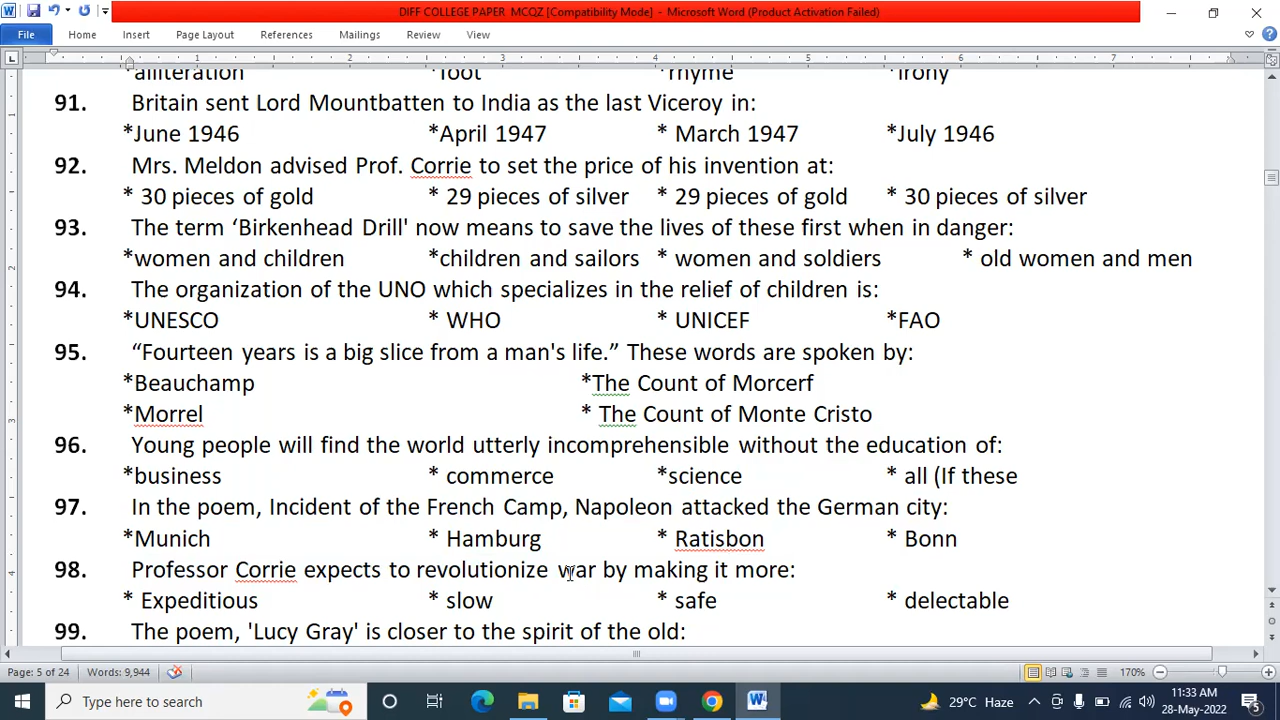 DIFF COLLEGE PAPER MCQZ [Compatibility Mode] - Microsoft Word (Product Activation Failed)
File Home Insert Page Layout References Mailings Review View
1 2 3 4 5 6 7
*alliteration *foot *rhyme *irony
91. Britain sent Lord Mountbatten to India as the last Viceroy in:
*June 1946 *April 1947 * March 1947 *July 1946
92. Mrs. Meldon advised Prof. Corrie to set the price of his invention at:
* 30 pieces of gold * 29 pieces of silver * 29 pieces of gold * 30 pieces of silver
93. The term ‘Birkenhead Drill' now means to save the lives of these first when in danger:
*women and children *children and sailors * women and soldiers * old women and men
94. The organization of the UNO which specializes in the relief of children is:
*UNESCO * WHO * UNICEF *FAO
95. “Fourteen years is a big slice from a man's life.” These words are spoken by:
*Beauchamp *The Count of Morcerf
*Morrel * The Count of Monte Cristo
96. Young people will find the world utterly incomprehensible without the education of:
*business * commerce *science * all (If these
97. In the poem, Incident of the French Camp, Napoleon attacked the German city:
*Munich * Hamburg * Ratisbon * Bonn
98. Professor Corrie expects to revolutionize war by making it more:
* Expeditious * slow * safe * delectable
99. The poem, 'Lucy Gray' is closer to the spirit of the old:
Page: 5 of 24 Words: 9,944 170%
Type here to search 29°C Haze 11:33 AM
28-May-2022 5